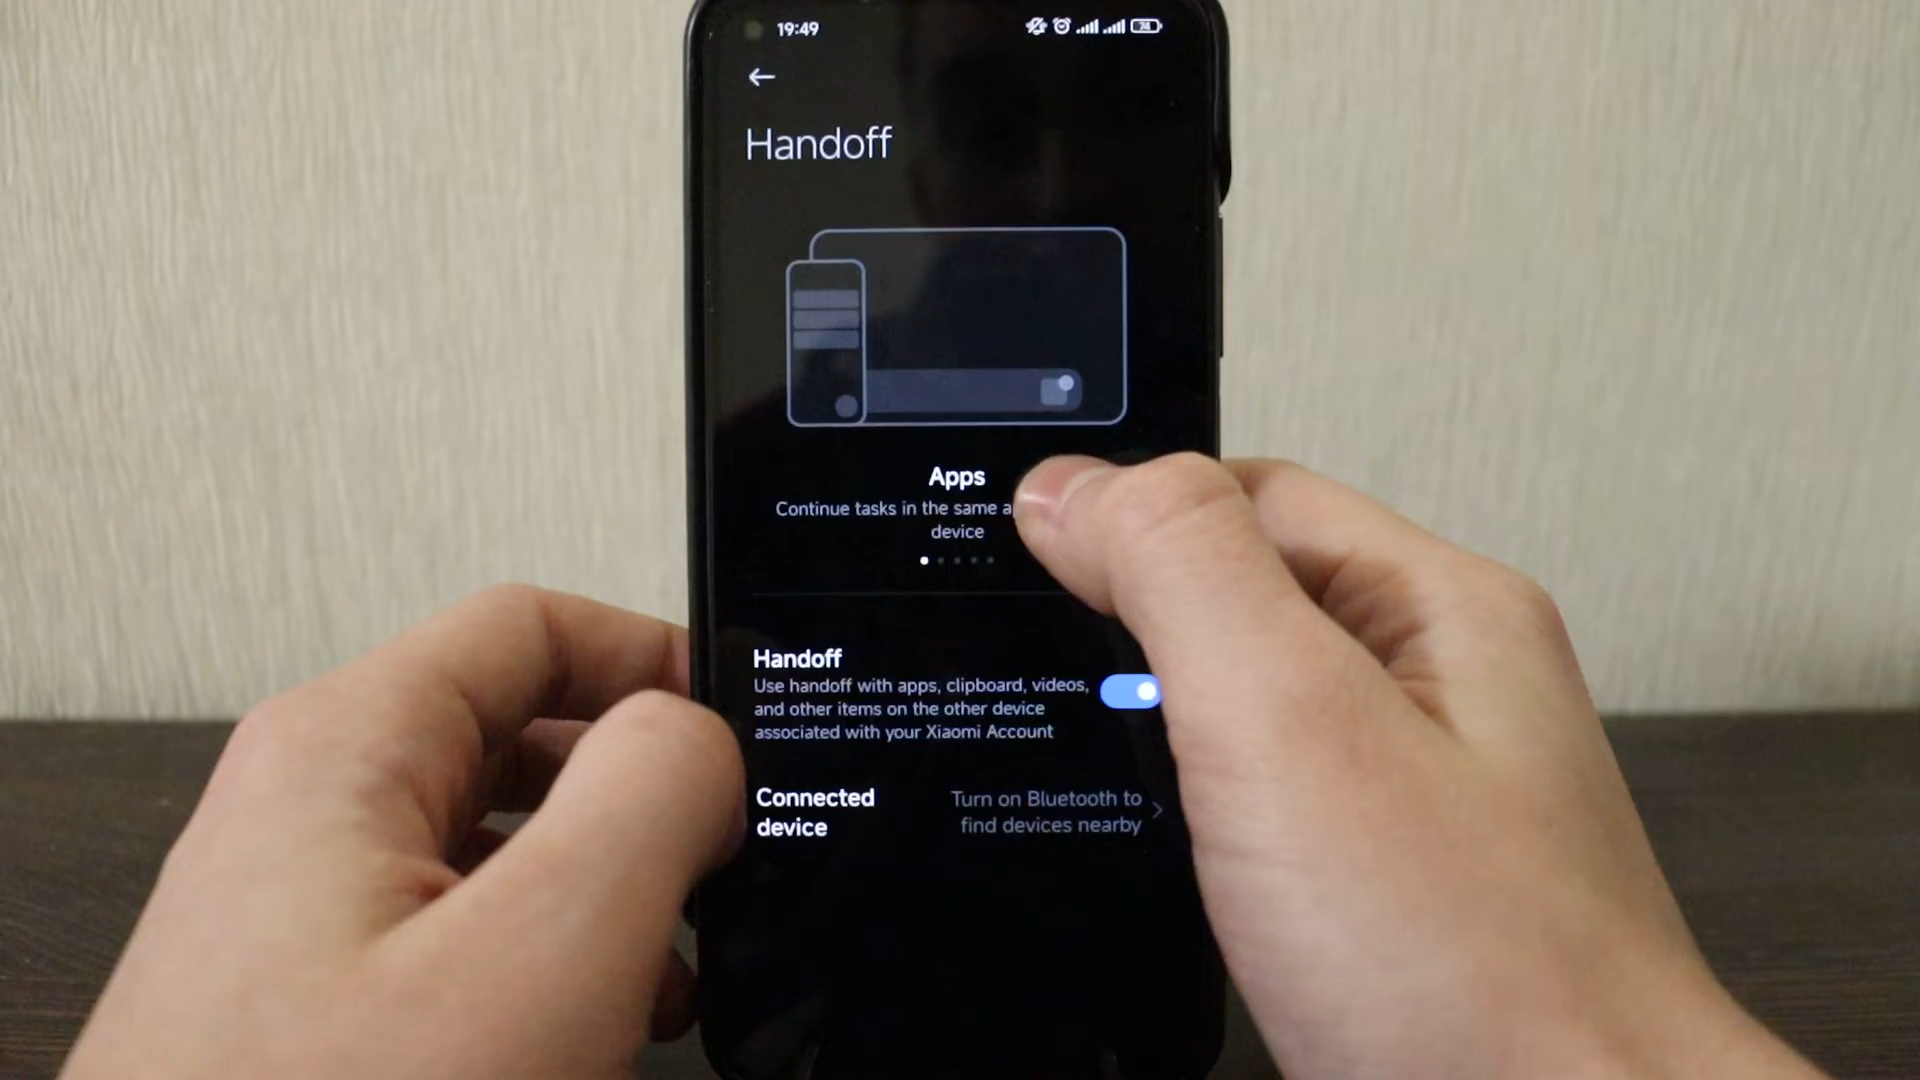 19:49
Handoff
Apps
Continue tasks in the same
device
Handoff
Use handoff with apps, clipboard, videos,
and other items on the other device
associated with your Xiaomi Account
Connected
device
Turn on Bluetooth to
find devices nearby